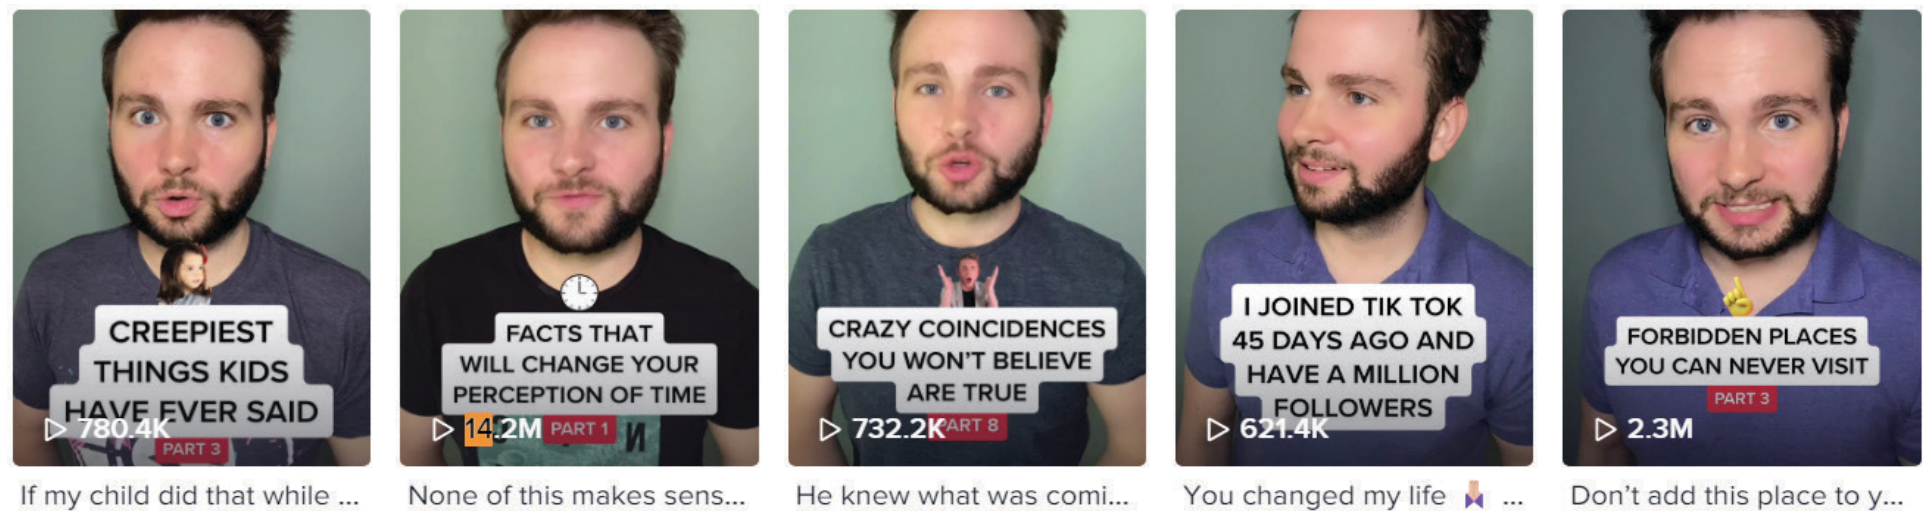 CREEPIEST
THINGS KIDS
HAVE EVER SAID
780.4K
PART 3
If my child did that while ...
FACTS THAT
WILL CHANGE YOUR
PERCEPTION OF TIME
14.2M PART 1
None of this makes sens...
CRAZY COINCIDENCES
YOU WON'T BELIEVE
ARE TRUE
732.2K PART 8
He knew what was comi...
I JOINED TIK TOK
45 DAYS AGO AND
HAVE A MILLION
FOLLOWERS
621.4K
You changed my life ...
FORBIDDEN PLACES
YOU CAN NEVER VISIT
PART 3
2.3M
Don't add this place to y...